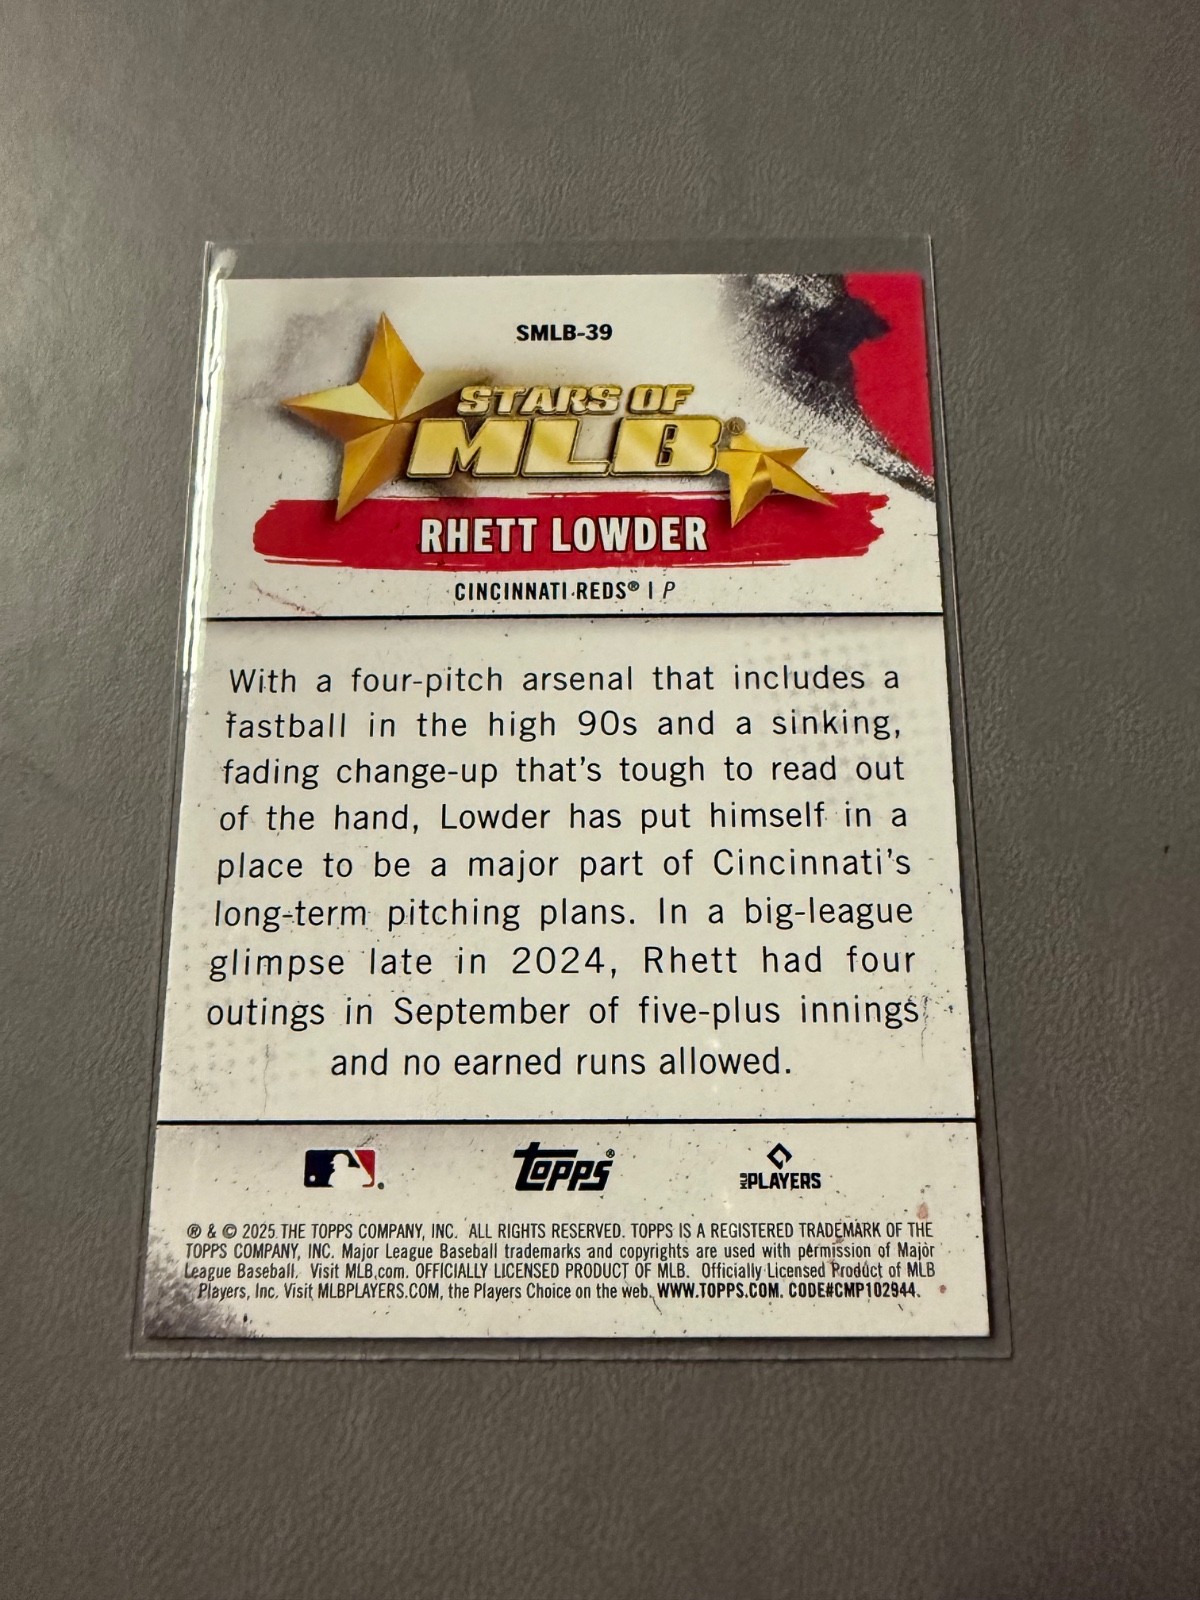 SMLB-39
STARS OF
MLB®
RHETT LOWDER
CINCINNATI REDS® | P
With a four-pitch arsenal that includes a
fastball in the high 90s and a sinking,
fading change-up that's tough to read out
of the hand, Lowder has put himself in a
place to be a major part of Cincinnati's
long-term pitching plans. In a big-league
glimpse late in 2024, Rhett had four
outings in September of five-plus innings
and no earned runs allowed.
topps® MLB PLAYERS
® & © 2025 THE TOPPS COMPANY, INC. ALL RIGHTS RESERVED. TOPPS IS A REGISTERED TRADEMARK OF THE
TOPPS COMPANY, INC. Major League Baseball trademarks and copyrights are used with permission of Major
League Baseball. Visit MLB.com. OFFICIALLY LICENSED PRODUCT OF MLB. Officially Licensed Product of MLB
Players, Inc. Visit MLBPLAYERS.COM, the Players Choice on the web. WWW.TOPPS.COM. CODE#CMP102944.